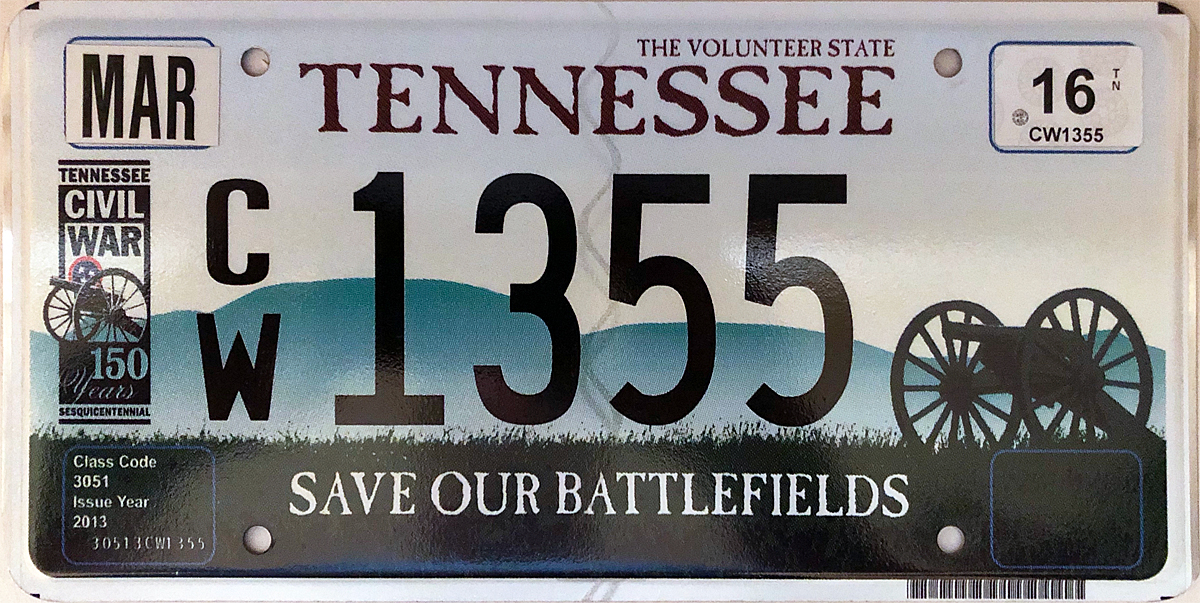 THE VOLUNTEER STATE
MAR
TENNESSEE
16
TN
CW1355
TENNESSEE
CIVIL
WAR
150
Years
SESQUICENTENNIAL
CW 1355
Class Code
3051
Issue Year
2013
30513CW1355
SAVE OUR BATTLEFIELDS